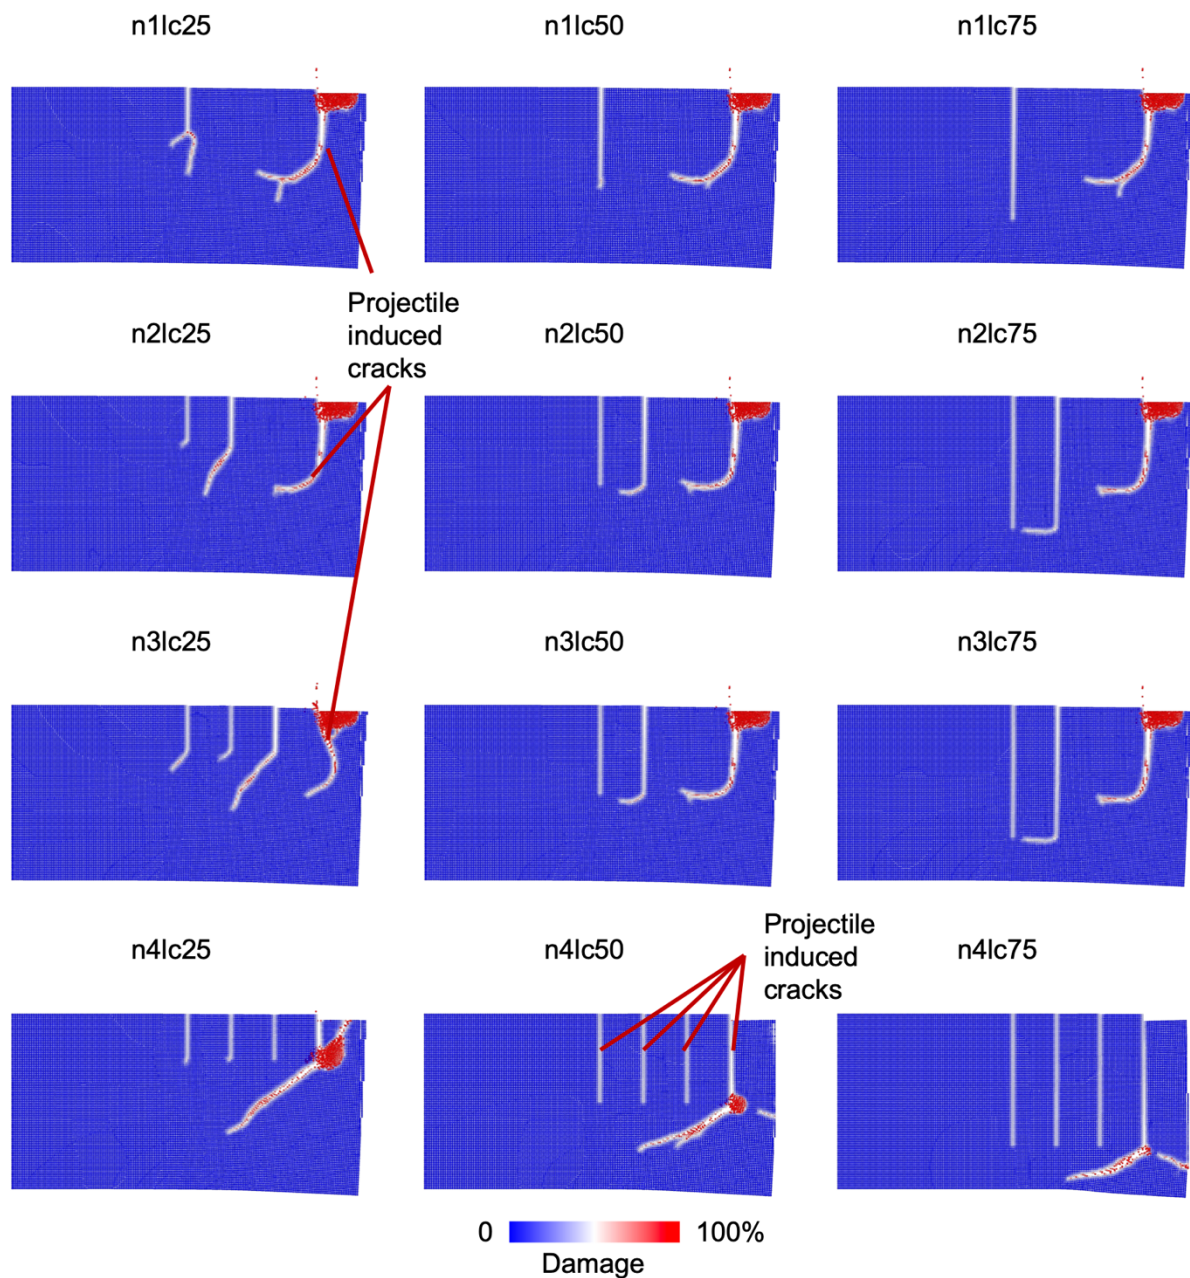 n1lc25
n1lc50
n1lc75
Projectile
induced
cracks
n2lc25
n2lc50
n2lc75
n3lc25
n3lc50
n3lc75
Projectile
induced
cracks
n4lc25
n4lc50
n4lc75
0
100%
Damage